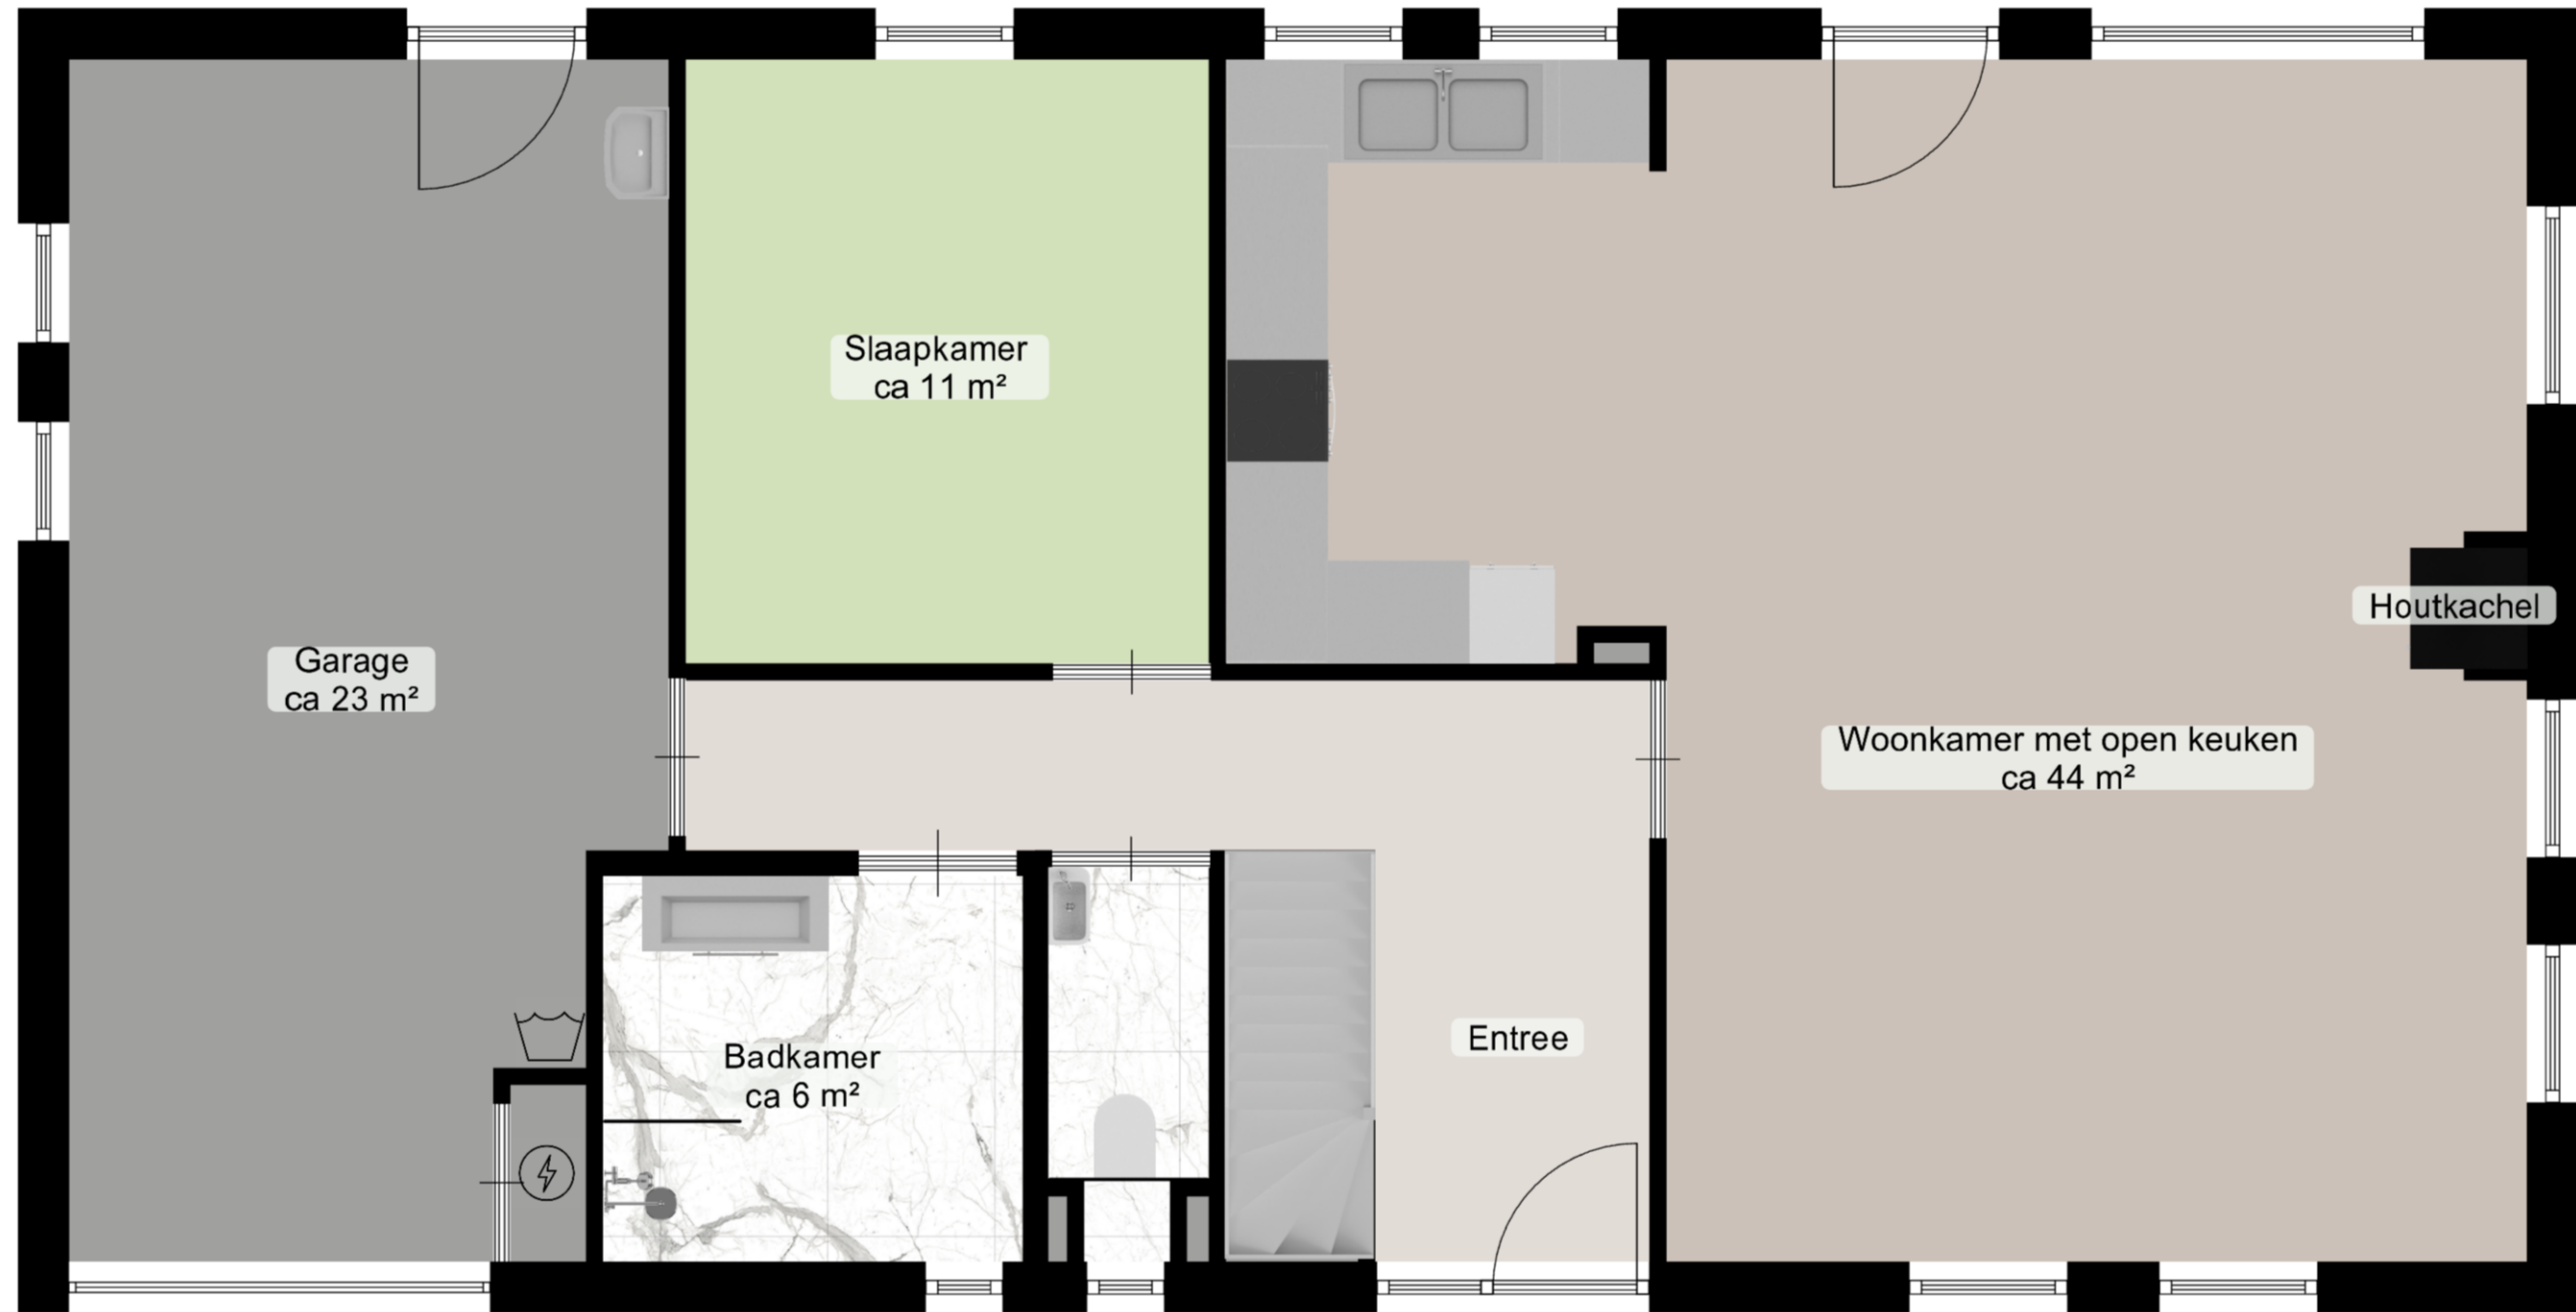 Slaapkamer
ca 11 m²
Garage
ca 23 m²
Houtkachel
Woonkamer met open keuken
ca 44 m²
Badkamer
ca 6 m²
Entree